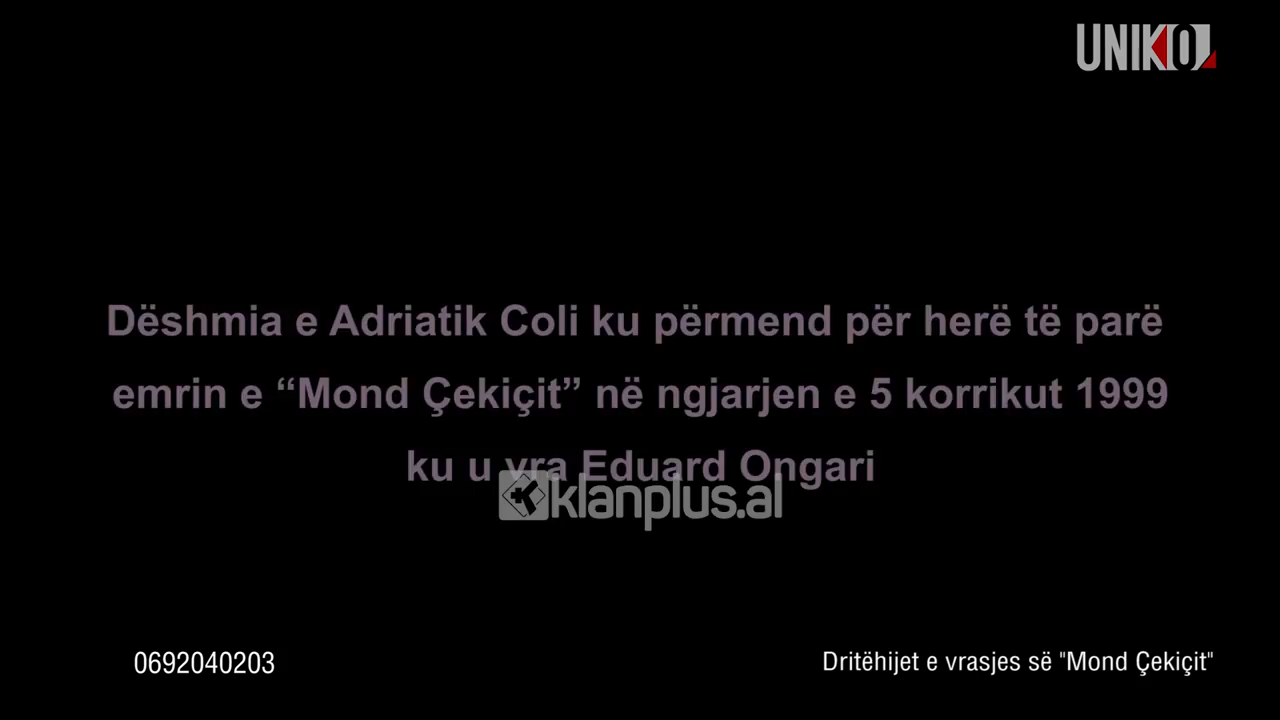 UNIKO
Dëshmia e Adriatik Coli ku përmend për herë të parë
emrin e “Mond Çekiçit” në ngjarjen e 5 korrikut 1999
ku u vra Eduard Ongari
klanplus.al
0692040203
Dritëhijet e vrasjes së "Mond Çekiçit"